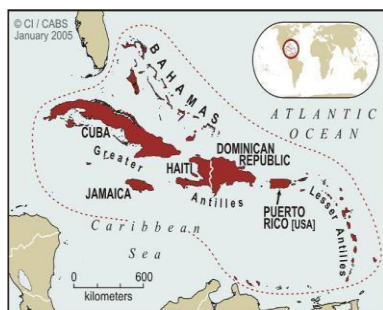 © CI / CABS
January 2005
BAHAMAS
ATLANTIC
OCEAN
CUBA
Greater
Antilles
HAITI
DOMINICAN
REPUBLIC
JAMAICA
PUERTO
RICO [USA]
Lesser
Antilles
Caribbean
Sea
0 600
kilometers